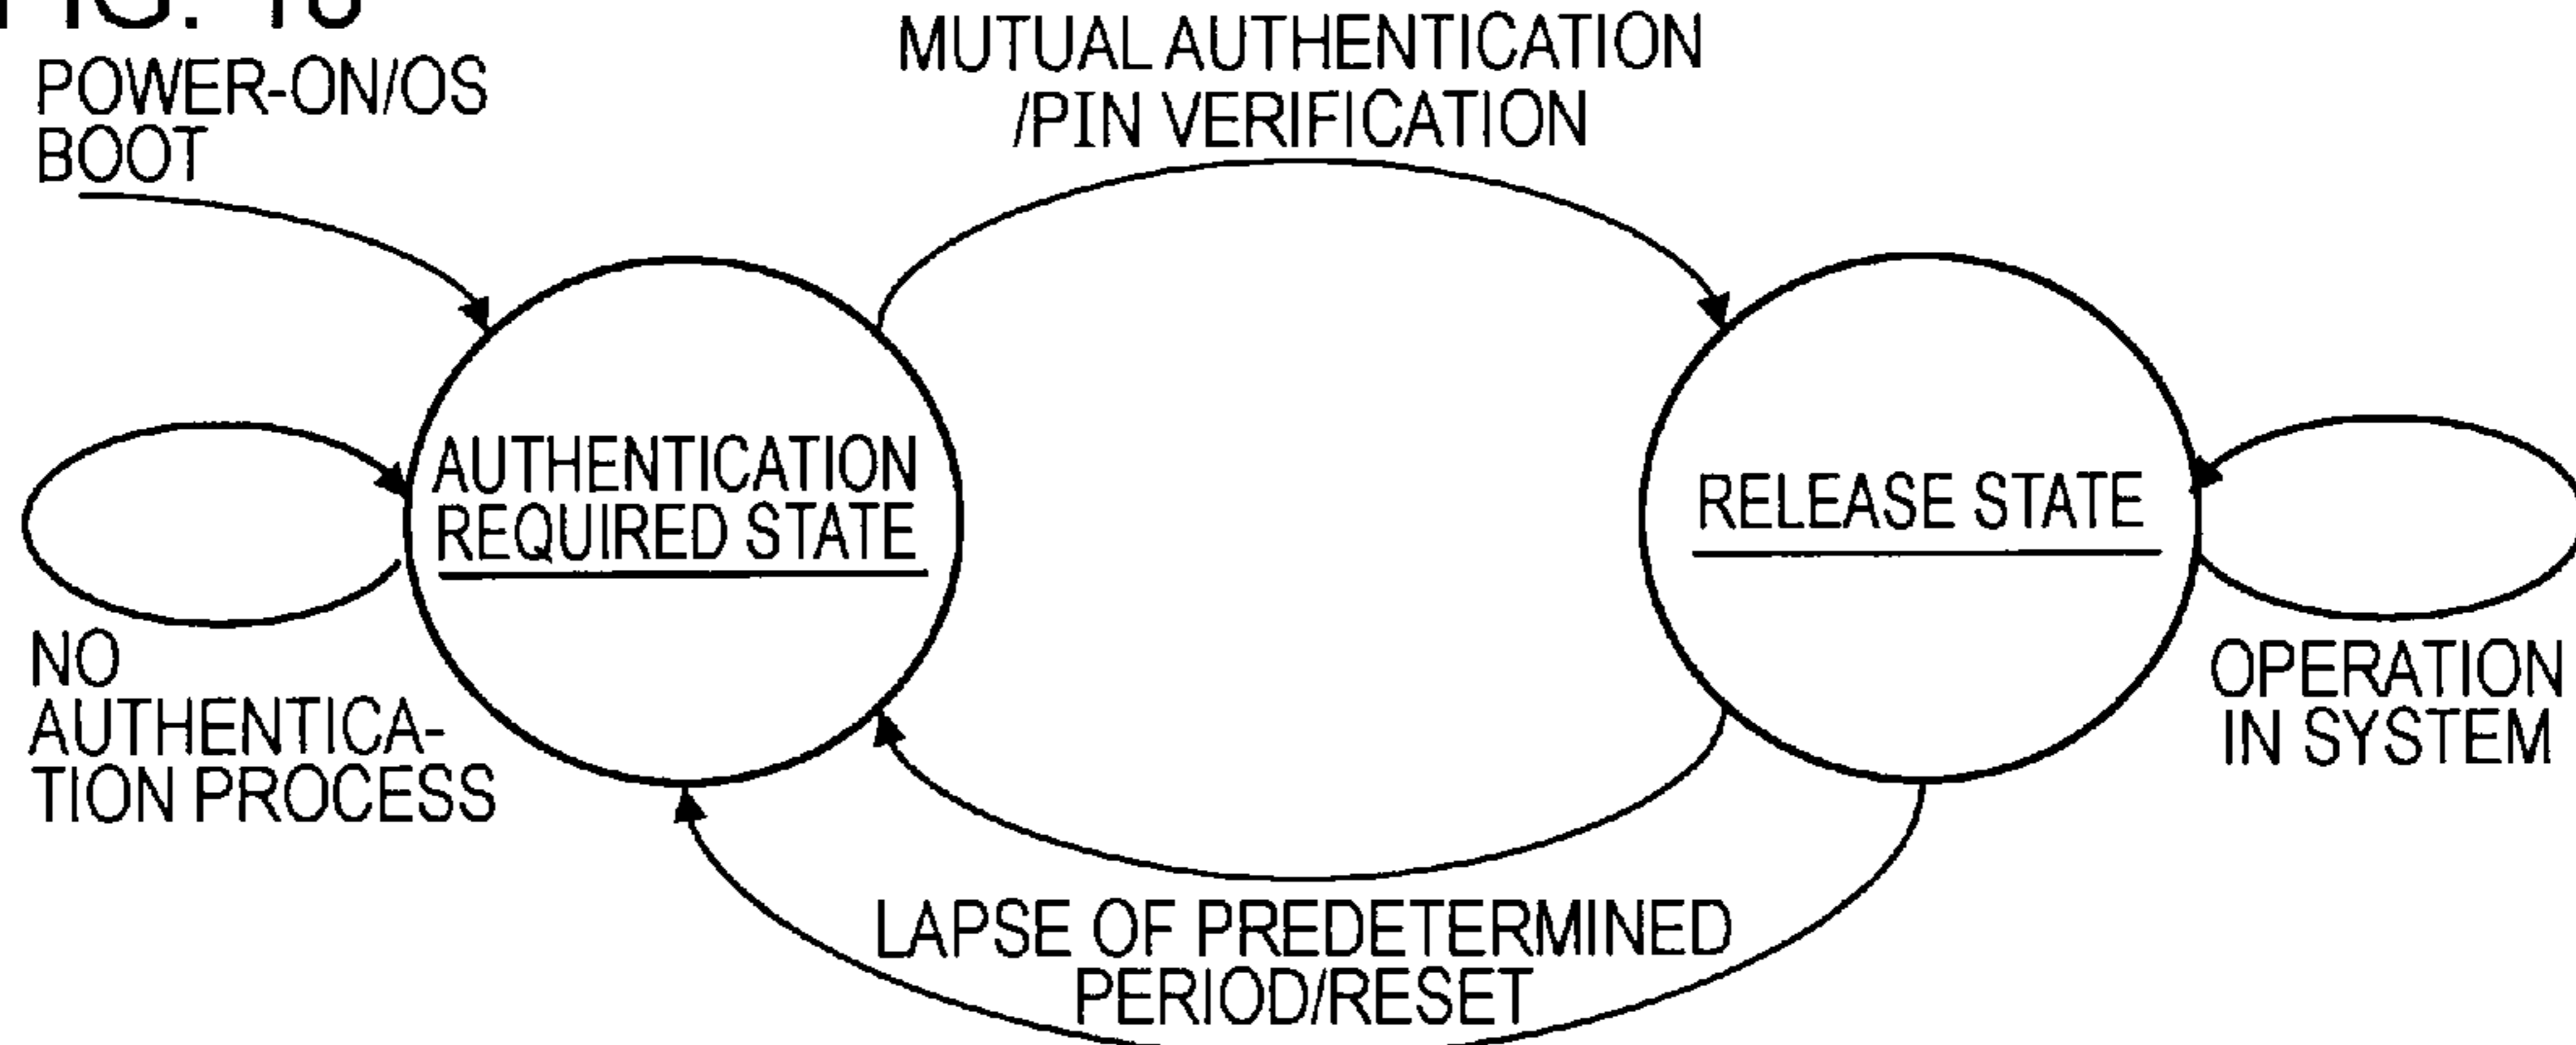 FIG.
POWER-ON/OS
BOOT
MUTUAL AUTHENTICATION
/PIN VERIFICATION
AUTHENTICATION
REQUIRED STATE
RELEASE STATE
NO
AUTHENTICA-
TION PROCESS
OPERATION
IN SYSTEM
LAPSE OF PREDETERMINED
PERIOD/RESET